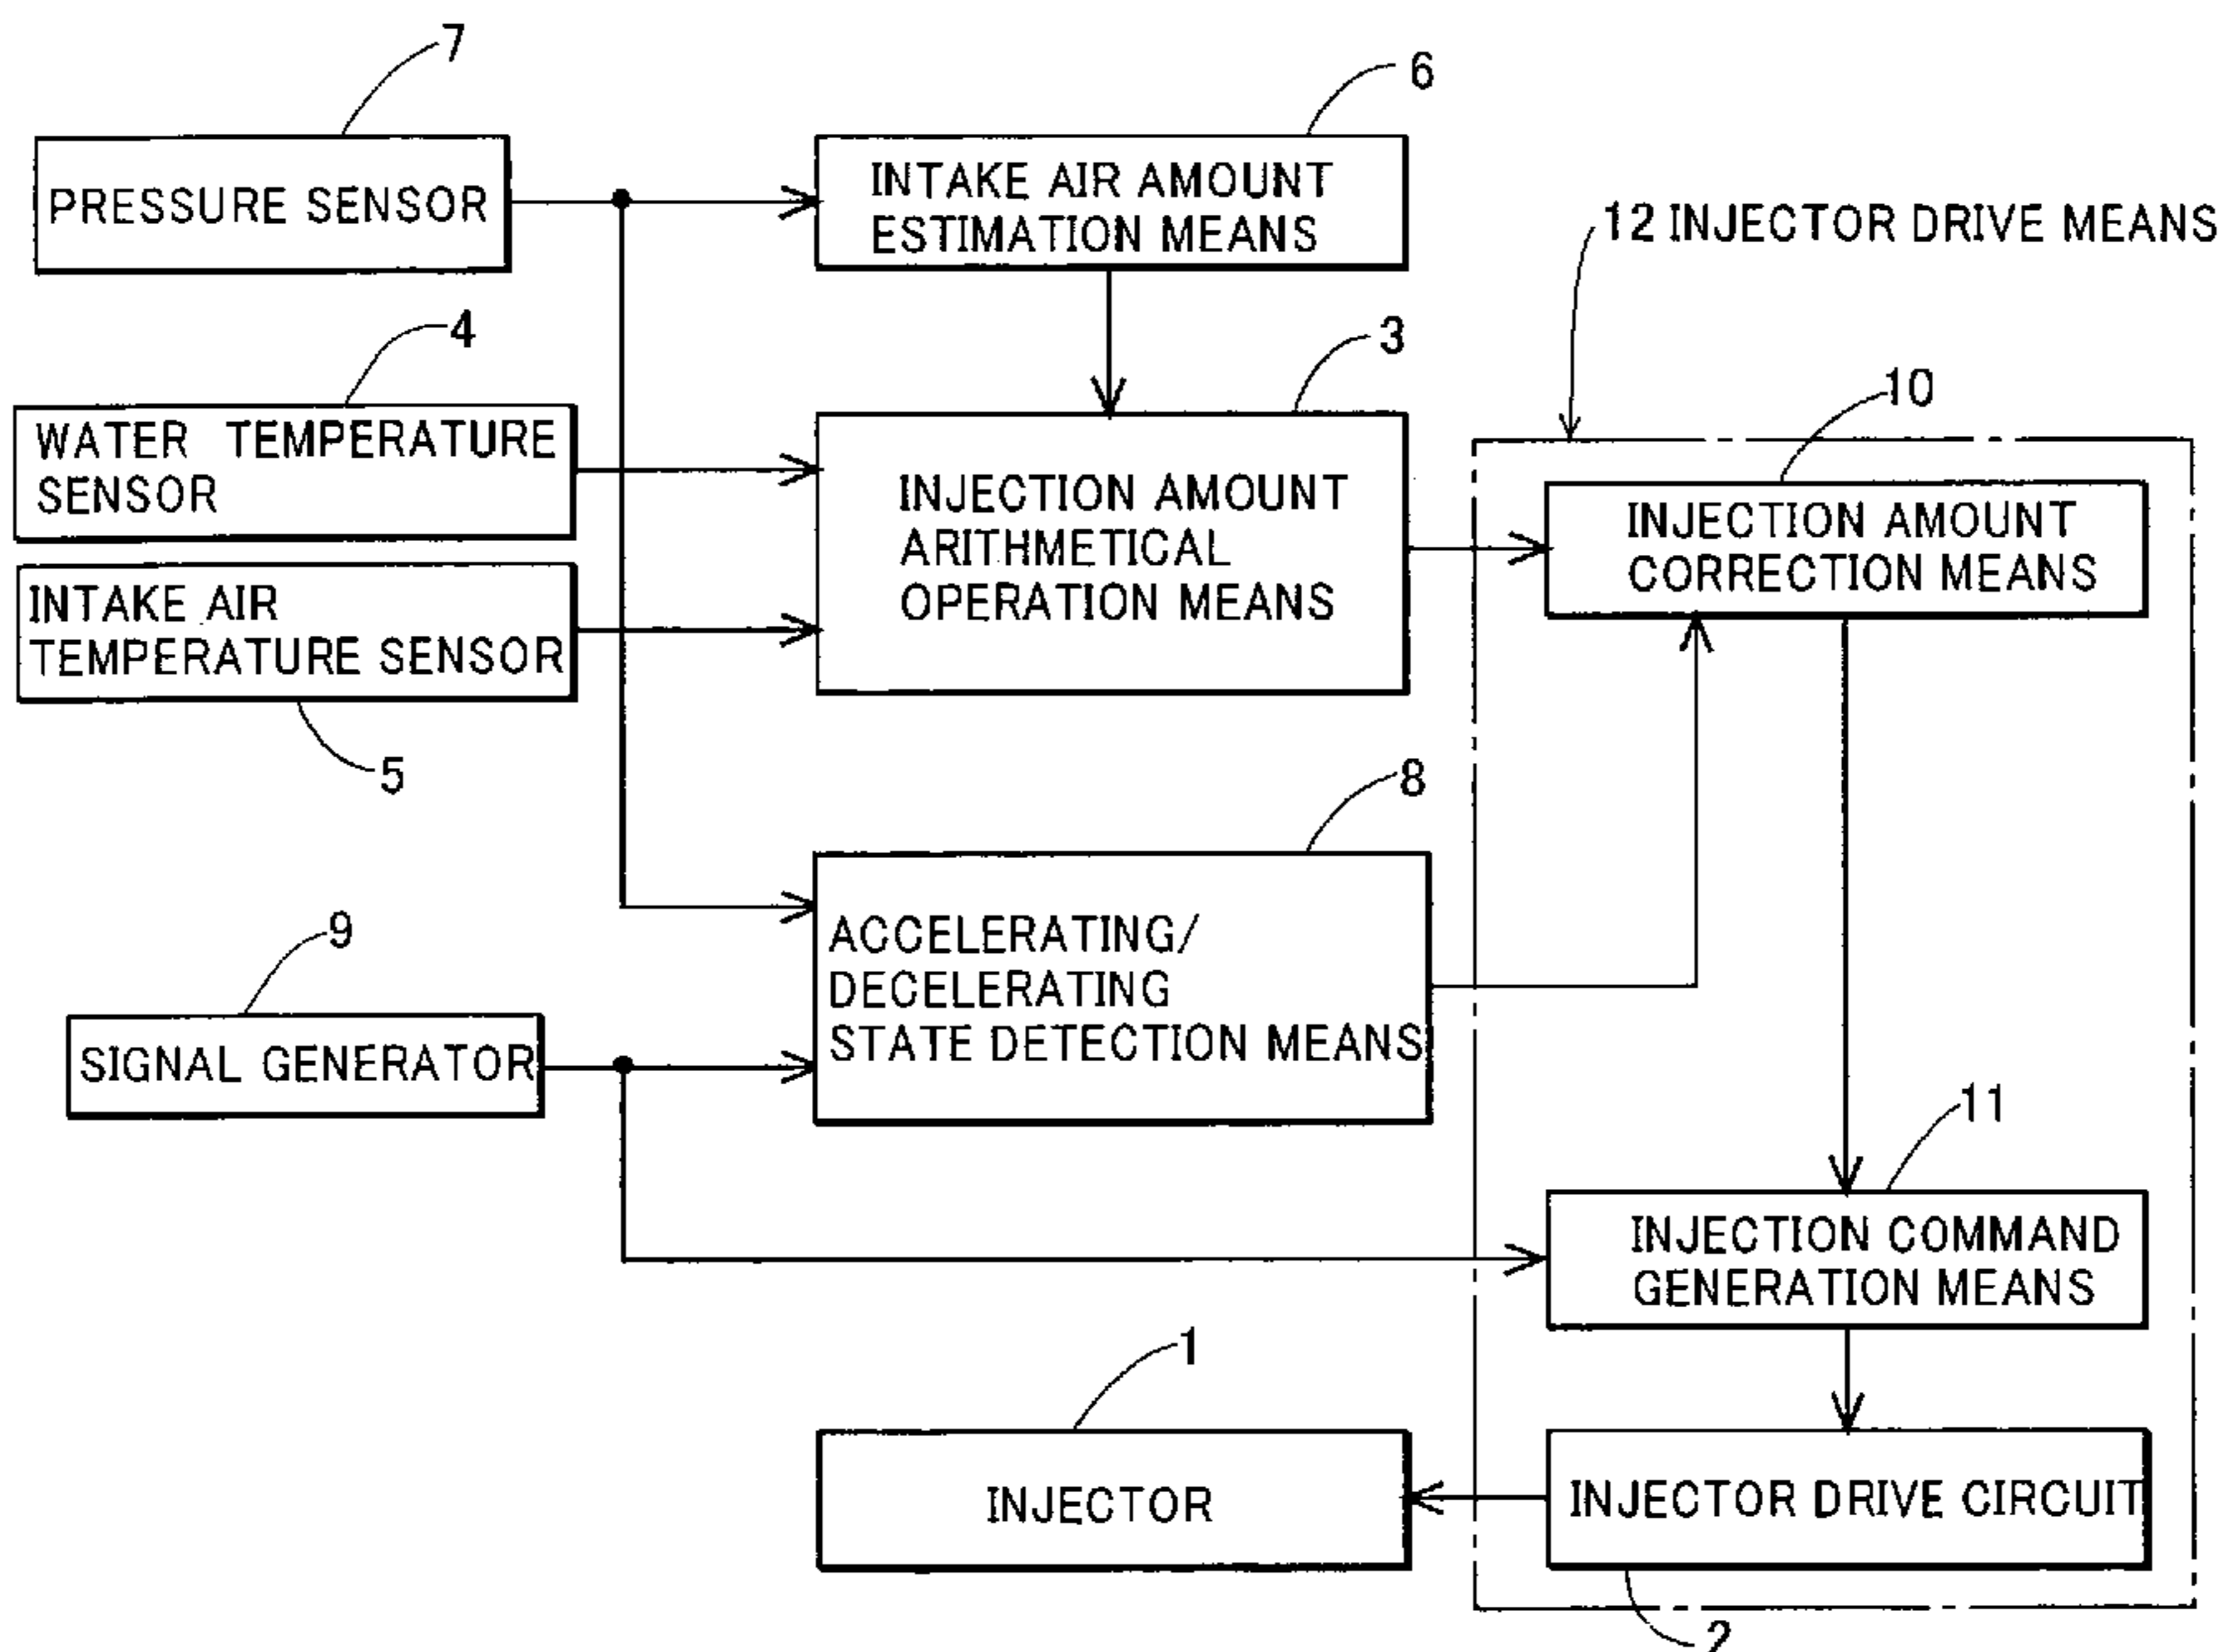 7
6
PRESSURE SENSOR
INTAKE AIR AMOUNT
ESTIMATION MEANS
12 INJECTOR DRIVE MEANS
4
3
10
WATER TEMPERATURE
SENSOR
INJECTION AMOUNT
ARITHMETICAL
OPERATION MEANS
INJECTION AMOUNT
CORRECTION MEANS
INTAKE AIR
TEMPERATURE SENSOR
5
8
9
ACCELERATING/
DECELERATING
STATE DETECTION MEANS
SIGNAL GENERATOR
11
INJECTION COMMAND
GENERATION MEANS
1
INJECTOR
INJECTOR DRIVE CIRCUIT
2